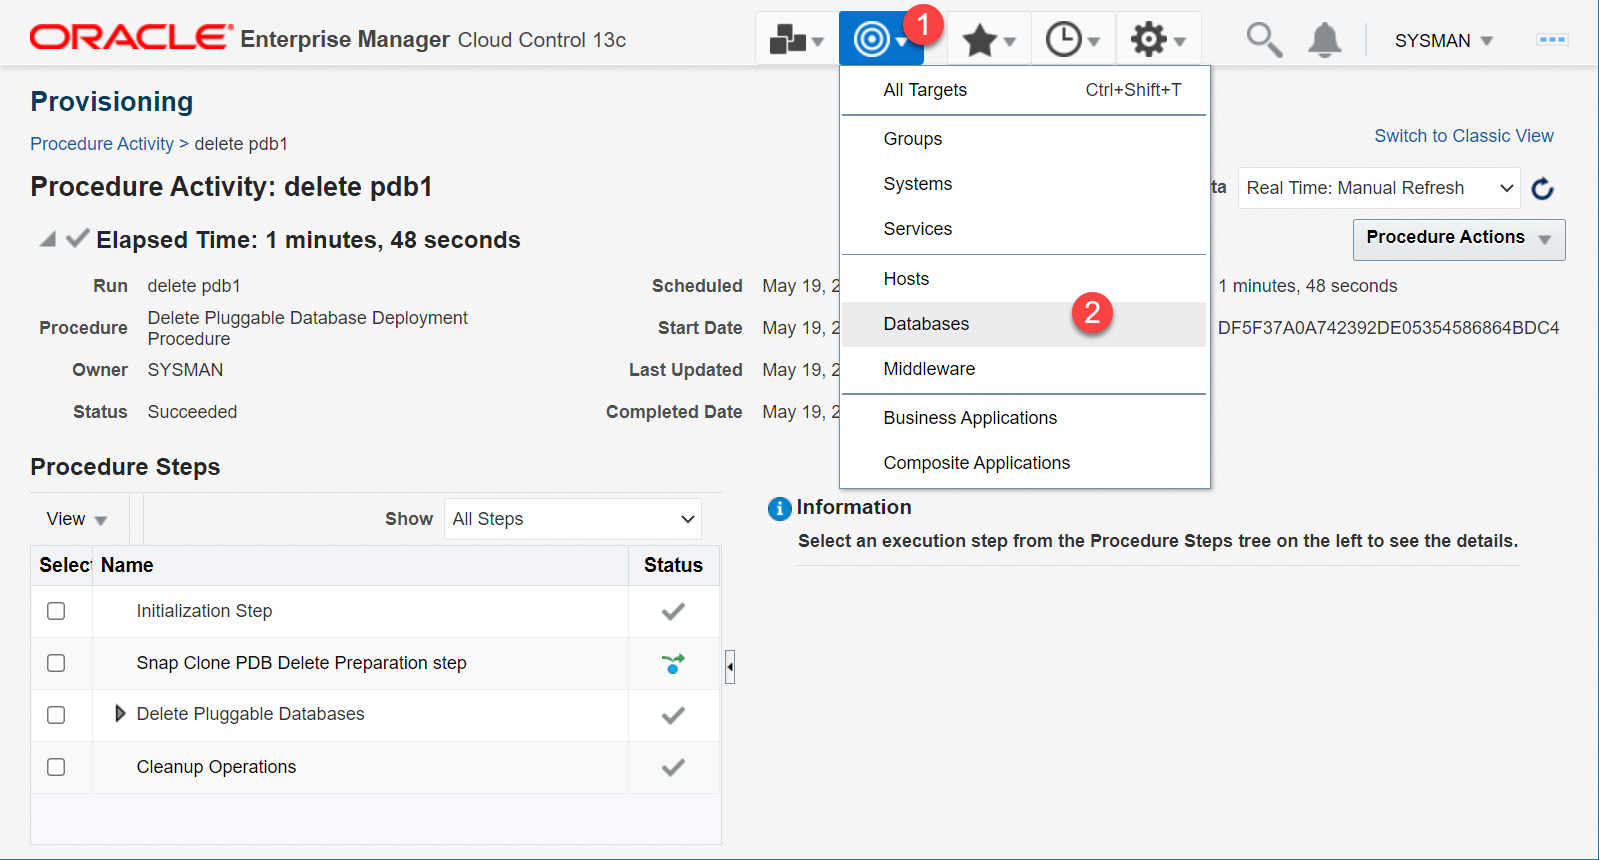 ORACLE Enterprise Manager Cloud Control 13c
1
SYSMAN
Provisioning
Procedure Activity > delete pdb1
Switch to Classic View
Procedure Activity: delete pdb1
ta Real Time: Manual Refresh
Elapsed Time: 1 minutes, 48 seconds
Procedure Actions
All Targets Ctrl+Shift+T
Groups
Systems
Services
Hosts
Databases 2
Middleware
Business Applications
Composite Applications
Run delete pdb1
Procedure Delete Pluggable Database Deployment
Procedure
Owner SYSMAN
Status Succeeded
Scheduled May 19, 2
Start Date May 19, 2
Last Updated May 19, 2
Completed Date May 19, 2
1 minutes, 48 seconds
DF5F37A0A742392DE05354586864BDC4
Procedure Steps
View Show All Steps
Select Name Status
Initialization Step
Snap Clone PDB Delete Preparation step
Delete Pluggable Databases
Cleanup Operations
Information
Select an execution step from the Procedure Steps tree on the left to see the details.